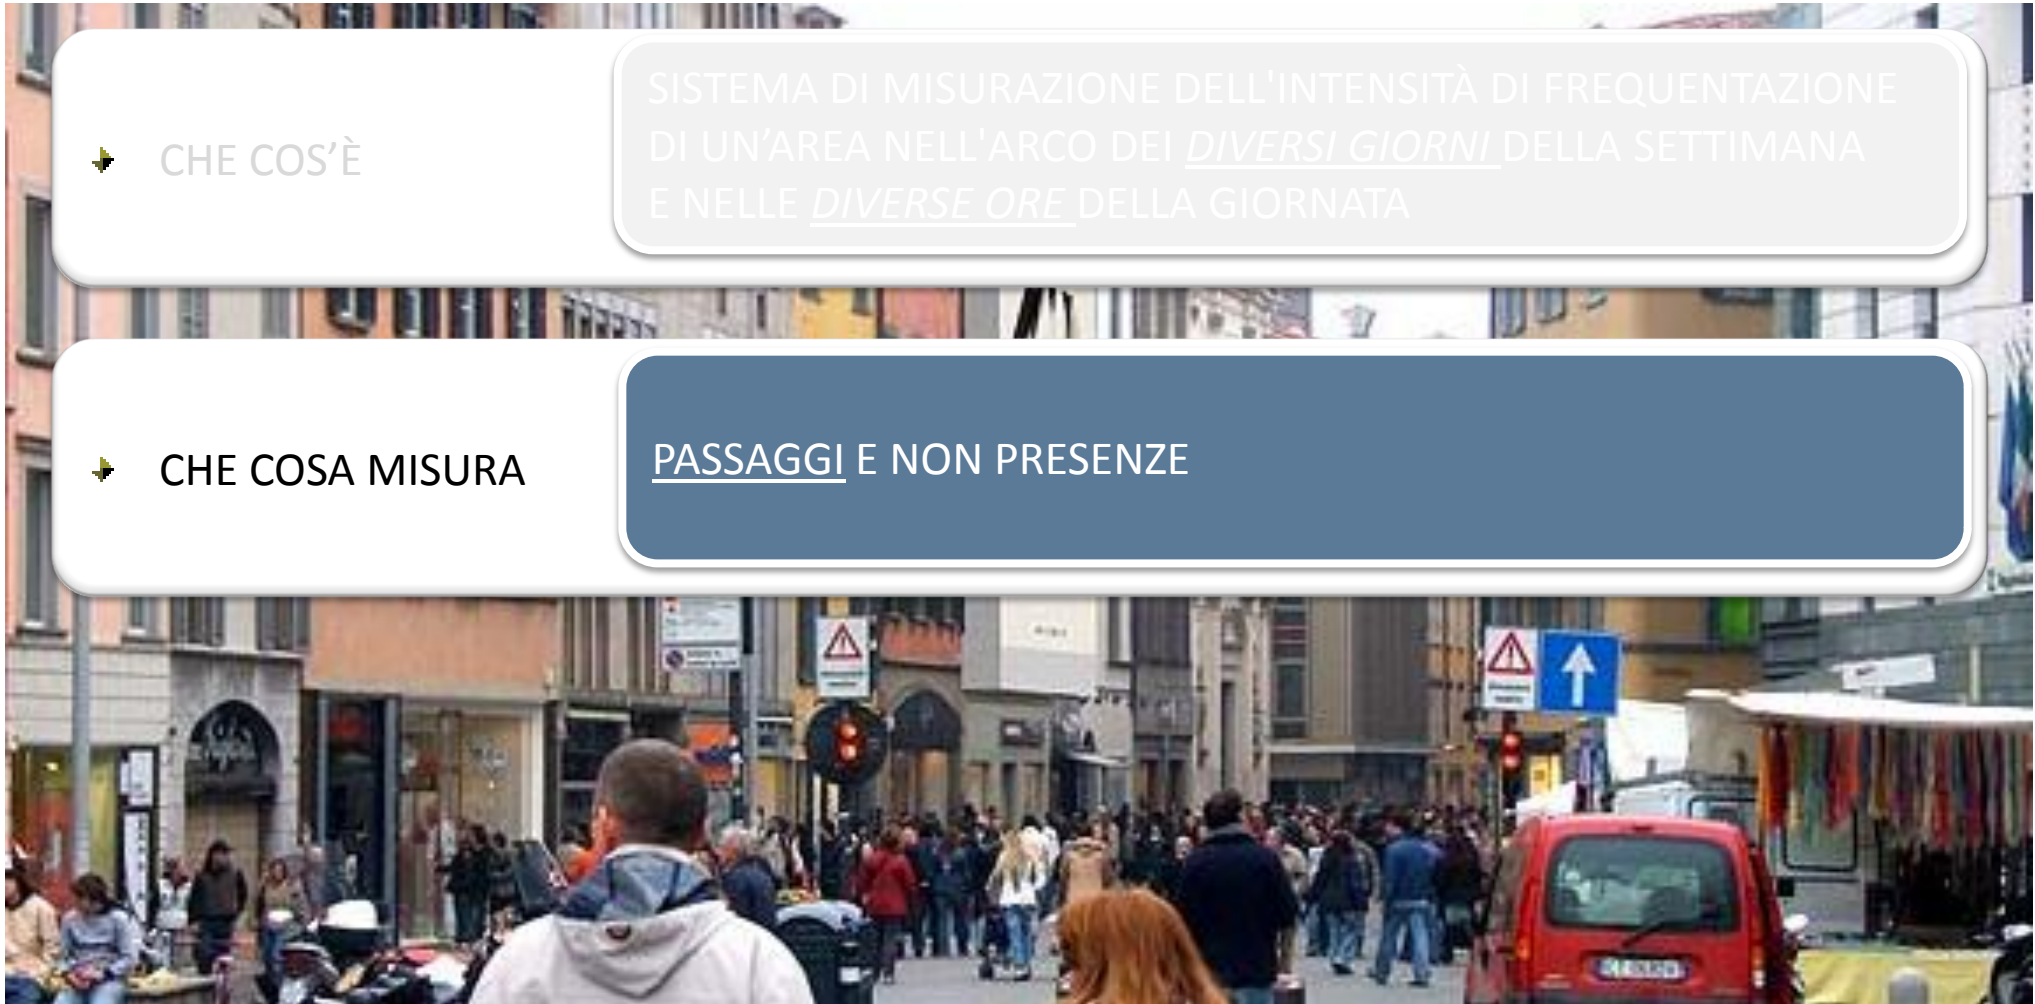 CHE COS'È
SISTEMA DI MISURAZIONE DELL'INTENSITÀ DI FREQUENTAZIONE
DI UN’AREA NELL'ARCO DEI DIVERSI GIORNI DELLA SETTIMANA
E NELLE DIVERSE ORE DELLA GIORNATA
CHE COSA MISURA
PASSAGGI E NON PRESENZE